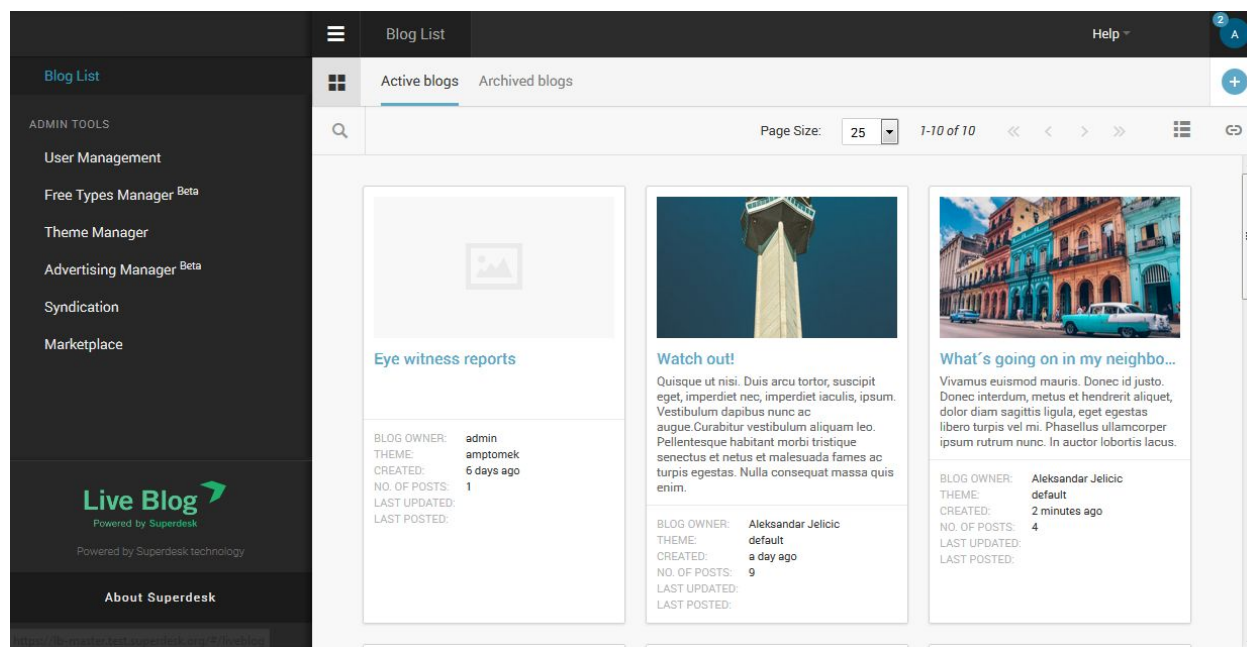 Blog List
Help
2
A
Blog List
ADMIN TOOLS
User Management
Free Types Manager Beta
Theme Manager
Advertising Manager Beta
Syndication
Marketplace
Live Blog
Powered by Superdesk
Powered by Superdesk technology
About Superdesk
https://lb-master.test.superdesk.org/#/liveblog
Active blogs Archived blogs
Page Size: 25 1-10 of 10
Eye witness reports
BLOG OWNER: admin
THEME: amptomek
CREATED: 6 days ago
NO. OF POSTS: 1
LAST UPDATED:
LAST POSTED:
Watch out!
Quisque ut nisi. Duis arcu tortor, suscipit
eget, imperdiet nec, imperdiet iaculis, ipsum.
Vestibulum dapibus nunc ac
augue.Curabitur vestibulum aliquam leo.
Pellentesque habitant morbi tristique
senectus et netus et malesuada fames ac
turpis egestas. Nulla consequat massa quis
enim.
BLOG OWNER: Aleksandar Jelicic
THEME: default
CREATED: a day ago
NO. OF POSTS: 9
LAST UPDATED:
LAST POSTED:
What´s going on in my neighbo...
Vivamus euismod mauris. Donec id justo.
Donec interdum, metus et hendrerit aliquet,
dolor diam sagittis ligula, eget egestas
libero turpis vel mi. Phasellus ullamcorper
ipsum rutrum nunc. In auctor lobortis lacus.
BLOG OWNER: Aleksandar Jelicic
THEME: default
CREATED: 2 minutes ago
NO. OF POSTS: 4
LAST UPDATED:
LAST POSTED: